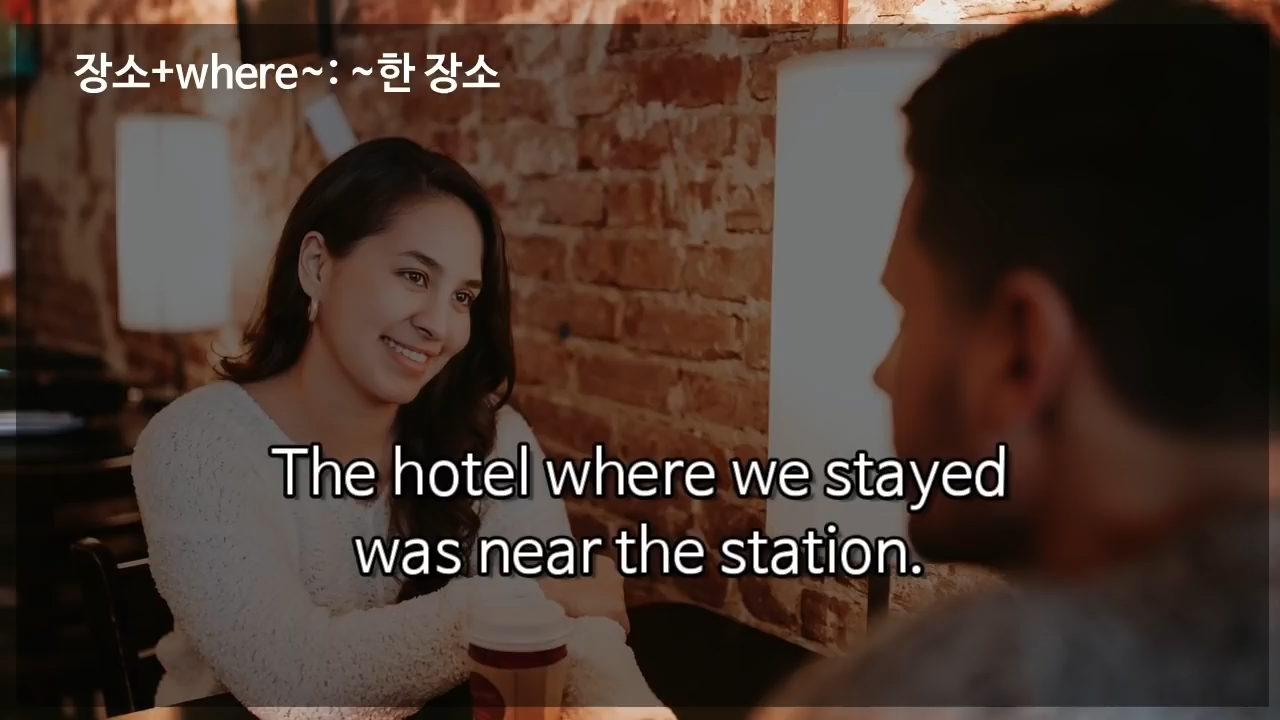 장소+where~: ~한 장소
The hotel where we stayed
was near the station.